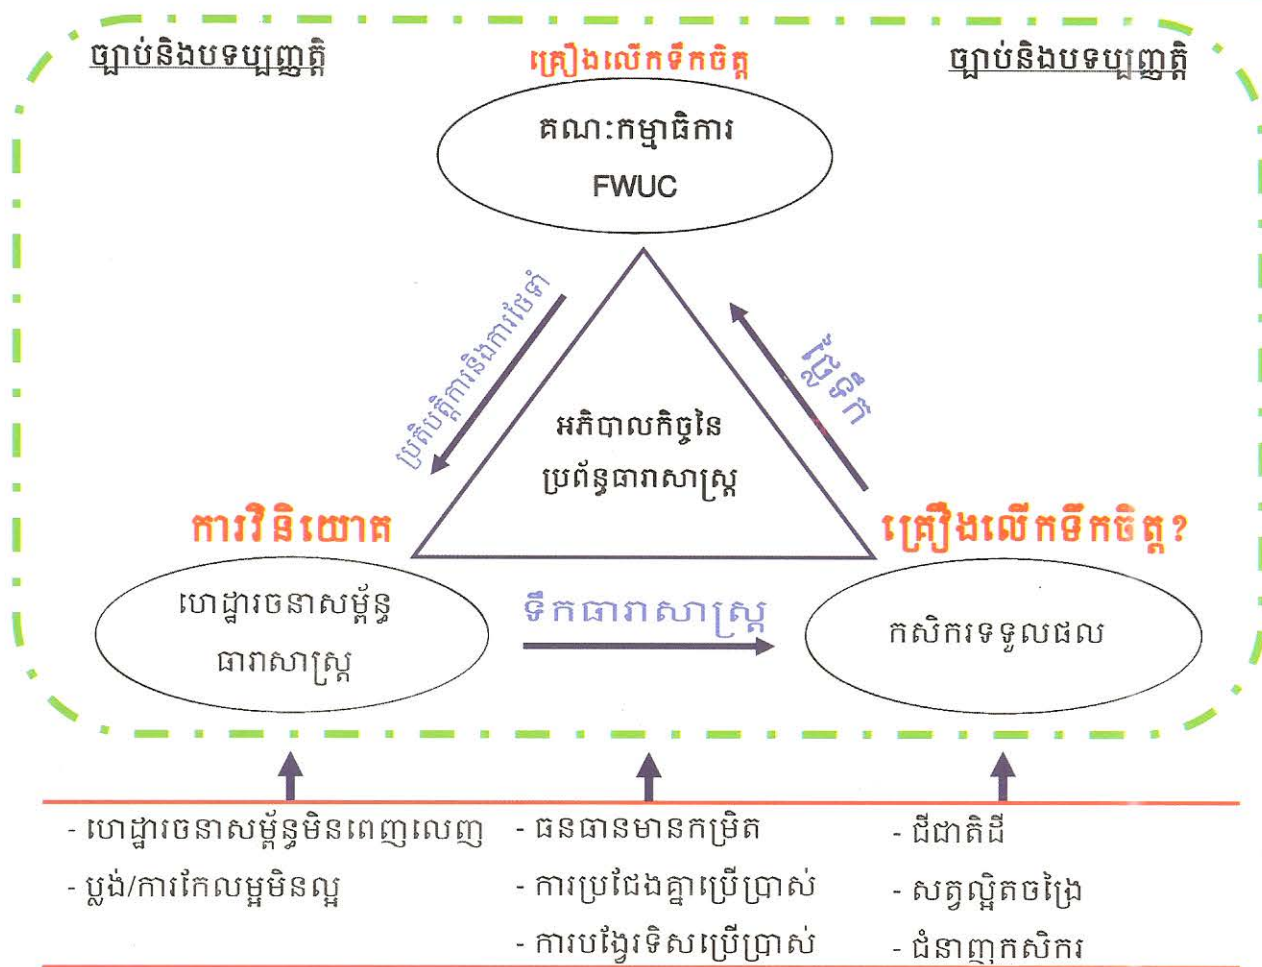 ច្បាប់និងបទប្បញ្ញត្តិ
ច្បាប់និងបទប្បញ្ញត្តិ
គ្រឿងលើកទឹកចិត្ត
គណៈកម្មាធិការ
FWUC
ប្រតិបត្តិការនិងការថែទាំ
ថ្លៃទឹក
អភិបាលកិច្ចនៃ
ប្រព័ន្ធធារាសាស្ត្រ
ការវិនិយោគ
គ្រឿងលើកទឹកចិត្ត?
ហេដ្ឋារចនាសម្ព័ន្ធ
ធារាសាស្ត្រ
ទឹកធារាសាស្ត្រ
កសិករទទួលផល
- ហេដ្ឋារចនាសម្ព័ន្ធមិនពេញលេញ
- ប្លង់/ការកែលម្អមិនល្អ
- ធនធានមានកម្រិត
- ការប្រជែងគ្នាប្រើប្រាស់
- ការបង្វែរទិសប្រើប្រាស់
- ជីជាតិដី
- សត្វល្អិតចង្រៃ
- ជំនាញកសិករ